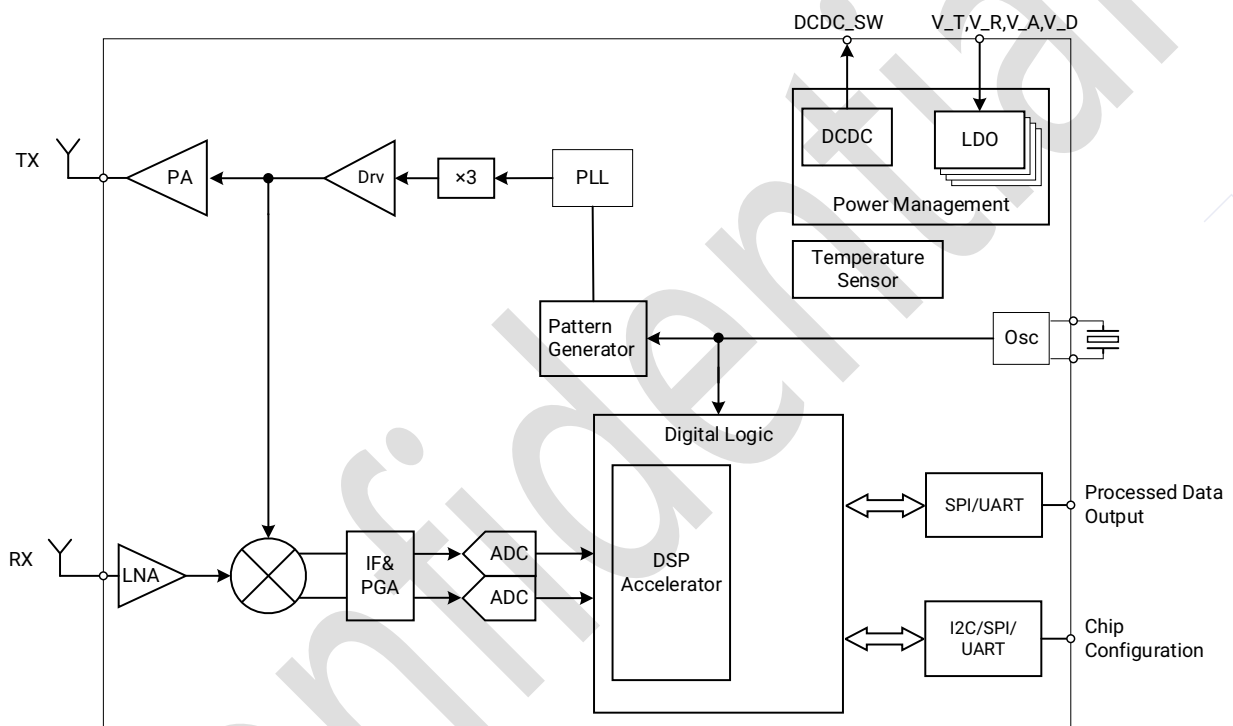 DCDC_SW
V_T,V_R,V_A,V_D
DCDC
LDO
Power Management
TX
PA
Drv
×3
PLL
Temperature
Sensor
Pattern
Generator
Osc
Digital Logic
SPI/UART
Processed Data
Output
RX
LNA
IF&
PGA
ADC
ADC
DSP
Accelerator
I2C/SPI/
UART
Chip
Configuration
onfidential